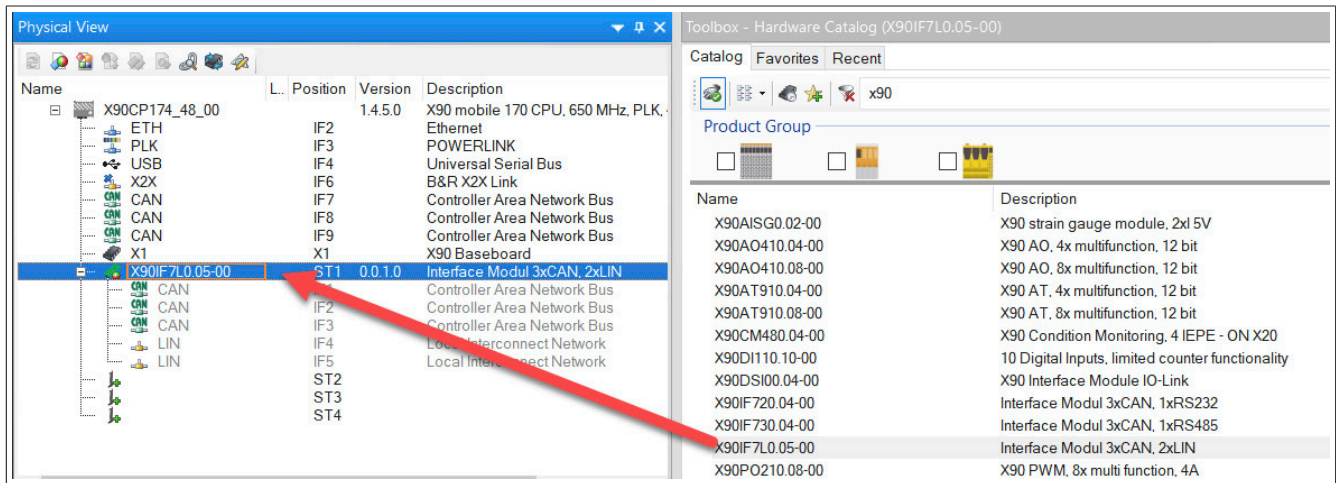 Physical View
Name L.. Position Version Description
X90CP174_48_00 1.4.5.0 X90 mobile 170 CPU, 650 MHz, PLK,
ETH IF2 Ethernet
PLK IF3 POWERLINK
USB IF4 Universal Serial Bus
X2X IF6 B&R X2X Link
CAN IF7 Controller Area Network Bus
CAN IF8 Controller Area Network Bus
CAN IF9 Controller Area Network Bus
X1 X1 X90 Baseboard
X90IF7L0.05-00 ST1 0.0.1.0 Interface Modul 3xCAN, 2xLIN
CAN Controller Area Network Bus
CAN IF2 Controller Area Network Bus
CAN IF3 Controller Area Network Bus
LIN IF4 Local Interconnect Network
LIN IF5 Local Interconnect Network
ST2
ST3
ST4
Toolbox - Hardware Catalog (X90IF7L0.05-00)
Catalog Favorites Recent
x90
Product Group
Name Description
X90AISG0.02-00 X90 strain gauge module, 2xI 5V
X90AO410.04-00 X90 AO, 4x multifunction, 12 bit
X90AO410.08-00 X90 AO, 8x multifunction, 12 bit
X90AT910.04-00 X90 AT, 4x multifunction, 12 bit
X90AT910.08-00 X90 AT, 8x multifunction, 12 bit
X90CM480.04-00 X90 Condition Monitoring, 4 IEPE - ON X20
X90DI110.10-00 10 Digital Inputs, limited counter functionality
X90DSI00.04-00 X90 Interface Module IO-Link
X90IF720.04-00 Interface Modul 3xCAN, 1xRS232
X90IF730.04-00 Interface Modul 3xCAN, 1xRS485
X90IF7L0.05-00 Interface Modul 3xCAN, 2xLIN
X90PO210.08-00 X90 PWM, 8x multi function, 4A